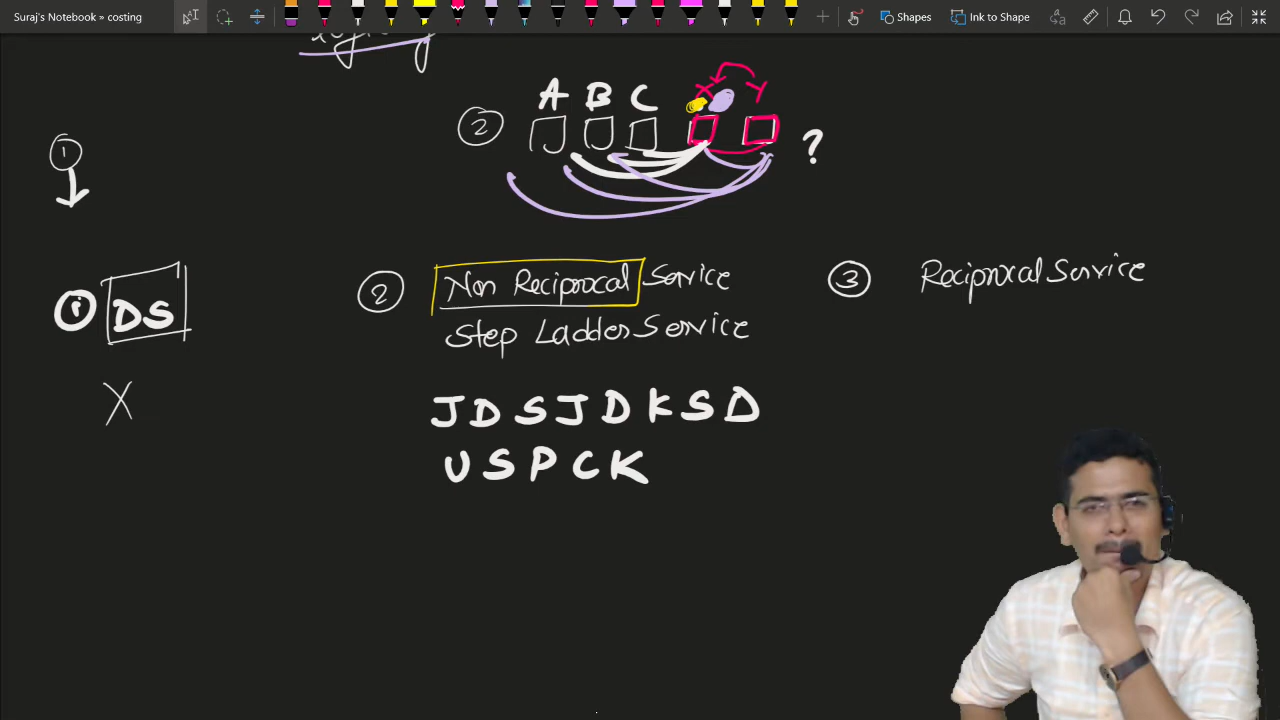 Suraj's Notebook » costing
Shapes
Ink to Shape
A B C X Y
② ?
①
① DS
② Non Reciprocal Service
Step Ladder Service
③ Reciprocal Service
X
J D S J D K S D
U S P C K